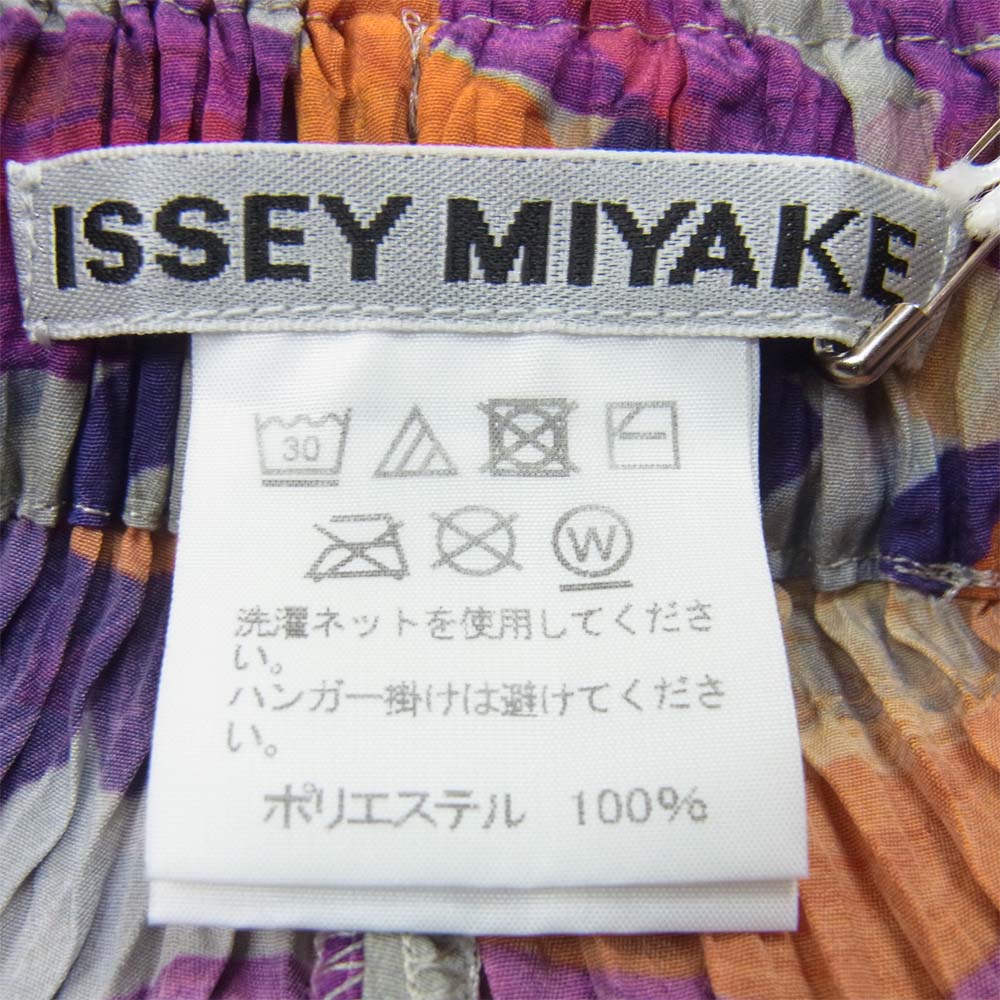 ISSEY MIYAKE
30
W
洗濯ネットを使用してくださ
い。
ハンガー掛けは避けてくださ
い。
ポリエステル 100%